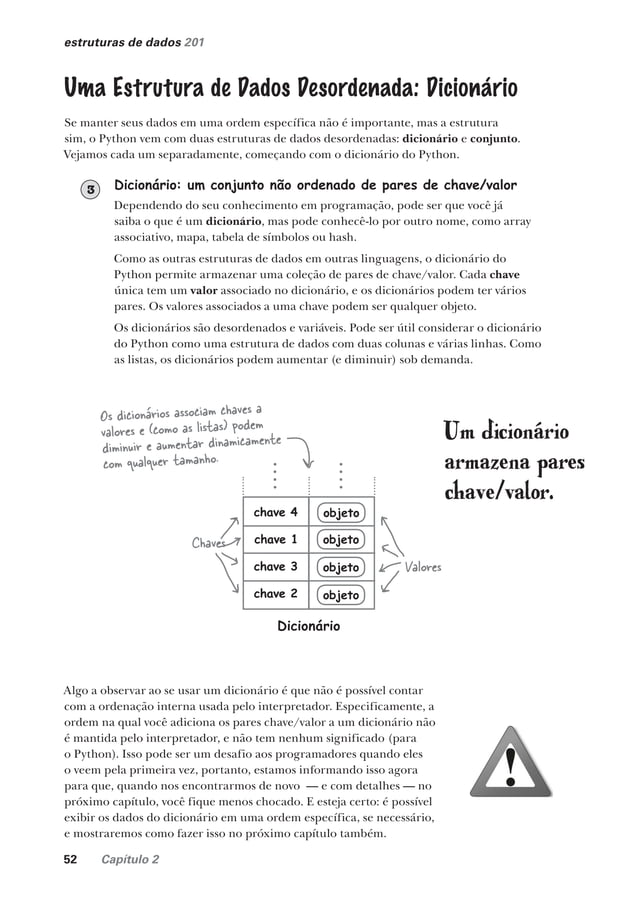 estruturas de dados 201
Uma Estrutura de Dados Desordenada: Dicionário
Se manter seus dados em uma ordem específica não é importante, mas a estrutura
sim, o Python vem com duas estruturas de dados desordenadas: dicionário e conjunto.
Vejamos cada um separadamente, começando com o dicionário do Python.
3 Dicionário: um conjunto não ordenado de pares de chave/valor
Dependendo do seu conhecimento em programação, pode ser que você já
saiba o que é um dicionário, mas pode conhecê-lo por outro nome, como array
associativo, mapa, tabela de símbolos ou hash.
Como as outras estruturas de dados em outras linguagens, o dicionário do
Python permite armazenar uma coleção de pares de chave/valor. Cada chave
única tem um valor associado no dicionário, e os dicionários podem ter vários
pares. Os valores associados a uma chave podem ser qualquer objeto.
Os dicionários são desordenados e variáveis. Pode ser útil considerar o dicionário
do Python como uma estrutura de dados com duas colunas e várias linhas. Como
as listas, os dicionários podem aumentar (e diminuir) sob demanda.
Os dicionários associam chaves a
valores e (como as listas) podem
diminuir e aumentar dinamicamente
com qualquer tamanho.
Um dicionário
armazena pares
chave/valor.
chave 4 objeto
Chaves
chave 1 objeto
chave 3 objeto
Valores
chave 2 objeto
Dicionário
Algo a observar ao se usar um dicionário é que não é possível contar
com a ordenação interna usada pelo interpretador. Especificamente, a
ordem na qual você adiciona os pares chave/valor a um dicionário não
é mantida pelo interpretador, e não tem nenhum significado (para
o Python). Isso pode ser um desafio aos programadores quando eles
o veem pela primeira vez, portanto, estamos informando isso agora
para que, quando nos encontrarmos de novo — e com detalhes — no
próximo capítulo, você fique menos chocado. E esteja certo: é possível
exibir os dados do dicionário em uma ordem específica, se necessário,
e mostraremos como fazer isso no próximo capítulo também.
52 Capítulo 2